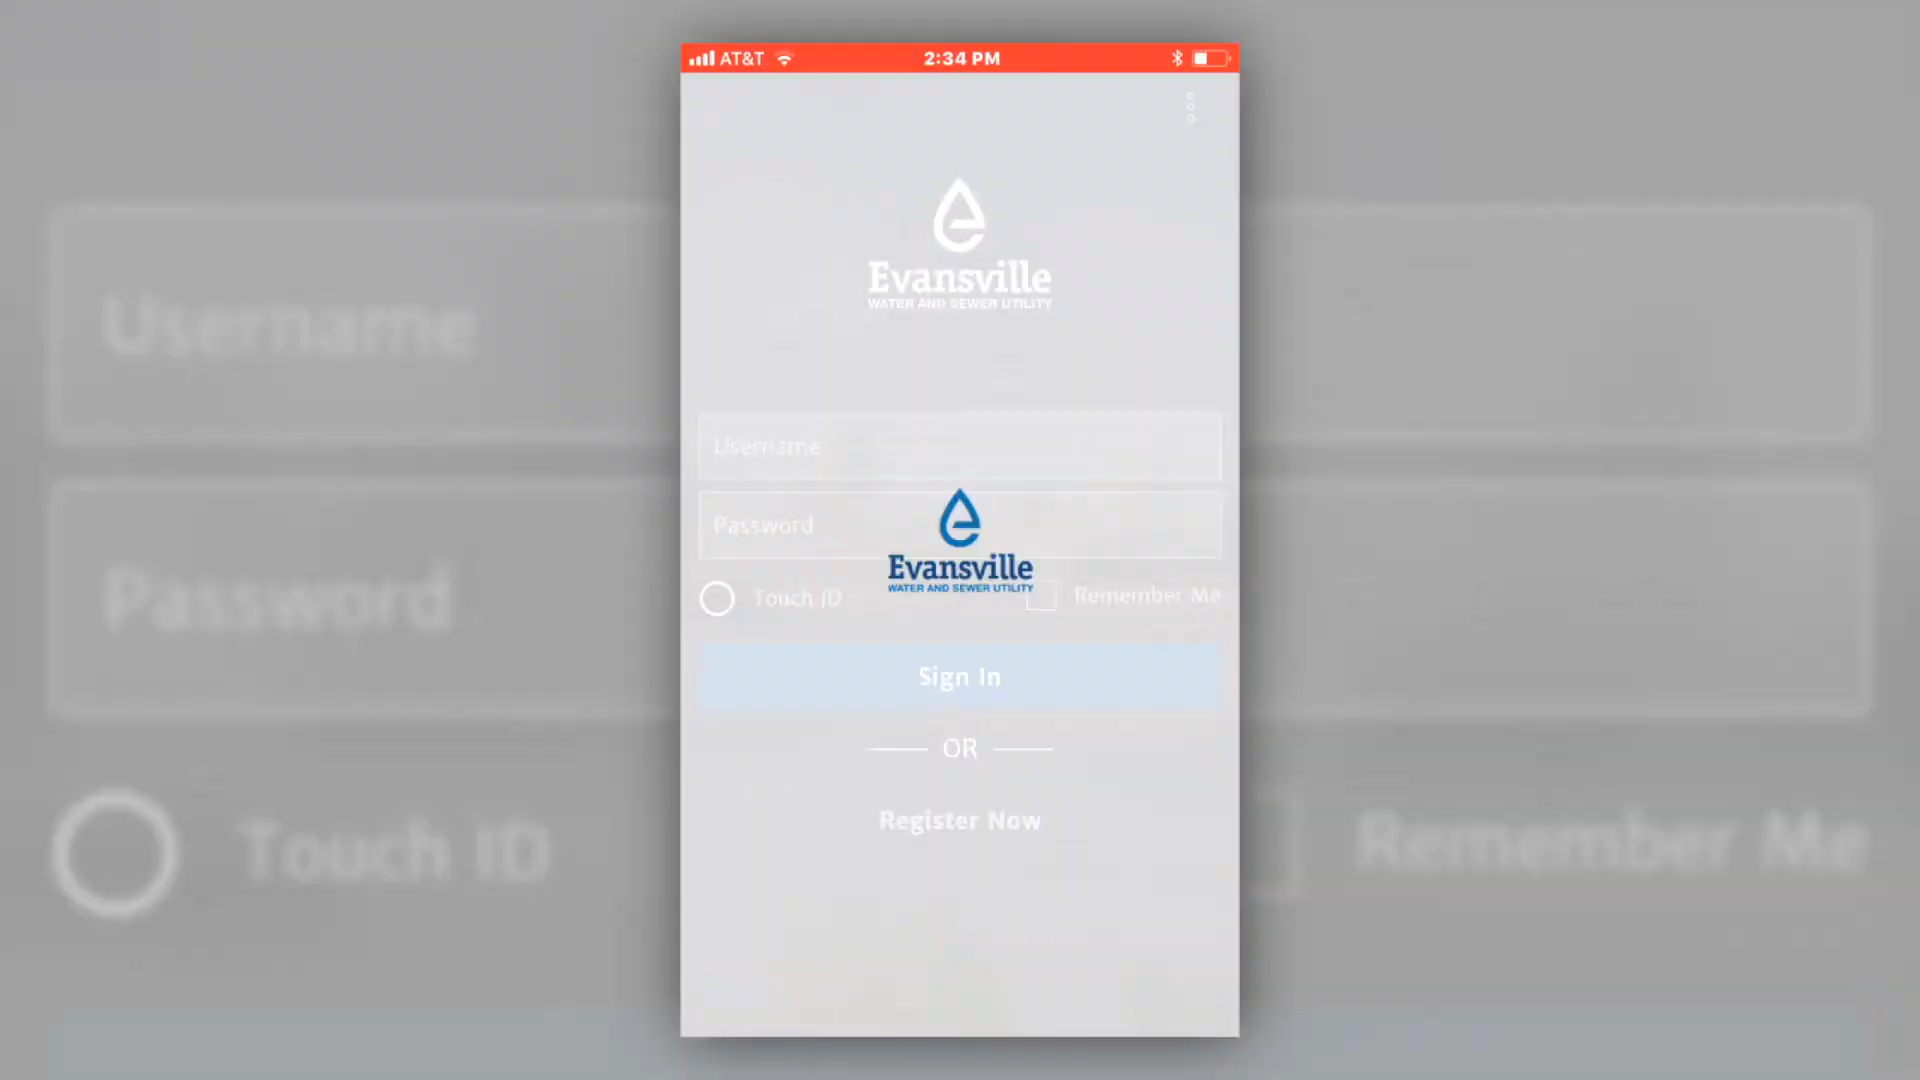 AT&T 2:34 PM
Evansville
WATER AND SEWER UTILITY
Username
Password
Evansville
WATER AND SEWER UTILITY
Touch ID Remember Me
Sign In
OR
Register Now
Username
Password
Touch ID
Remember Me